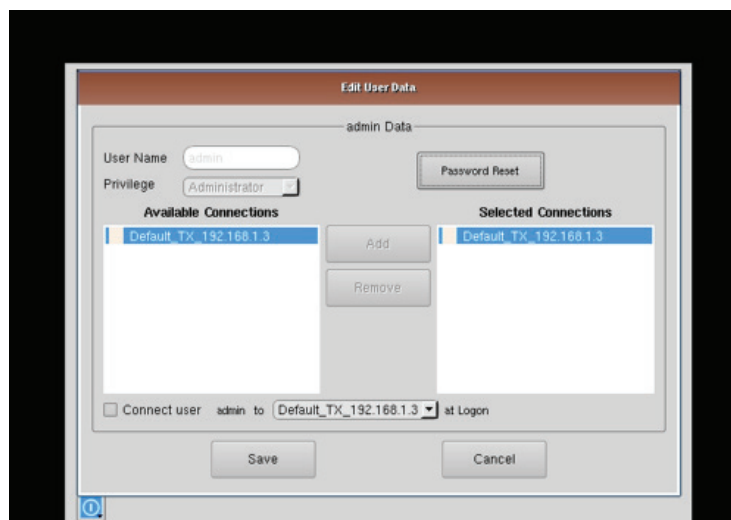 Edit User Data
admin Data
User Name admin
Password Reset
Privilege Administrator
Available Connections
Selected Connections
Default_TX_192.168.1.3
Add
Default_TX_192.168.1.3
Remove
Connect user admin to Default_TX_192.168.1.3 at Logon
Save
Cancel